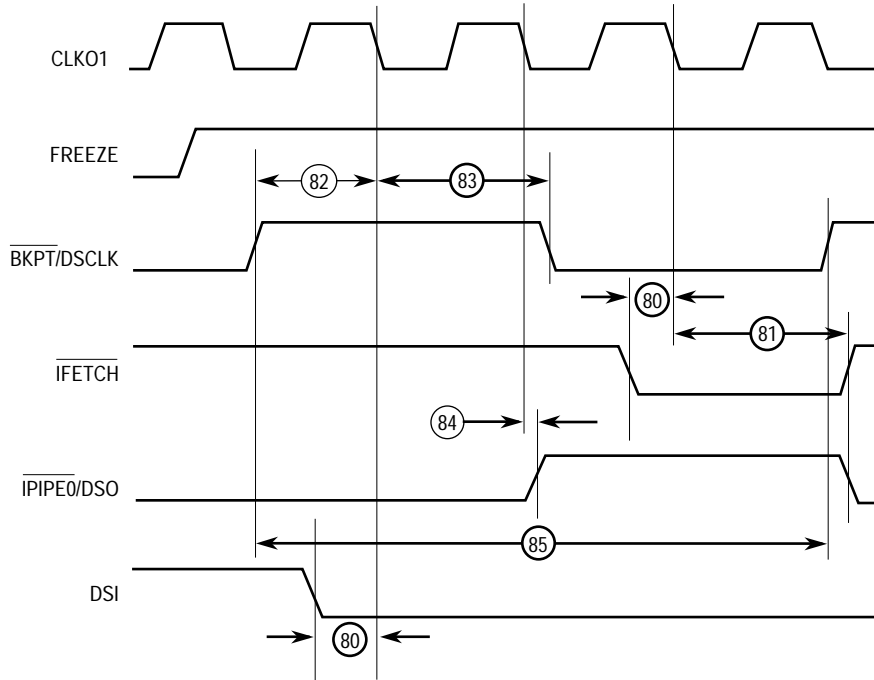 CLKO1
FREEZE
82
83
BKPT/DSCLK
80
81
IFETCH
84
IPIPE0/DSO
85
DSI
80